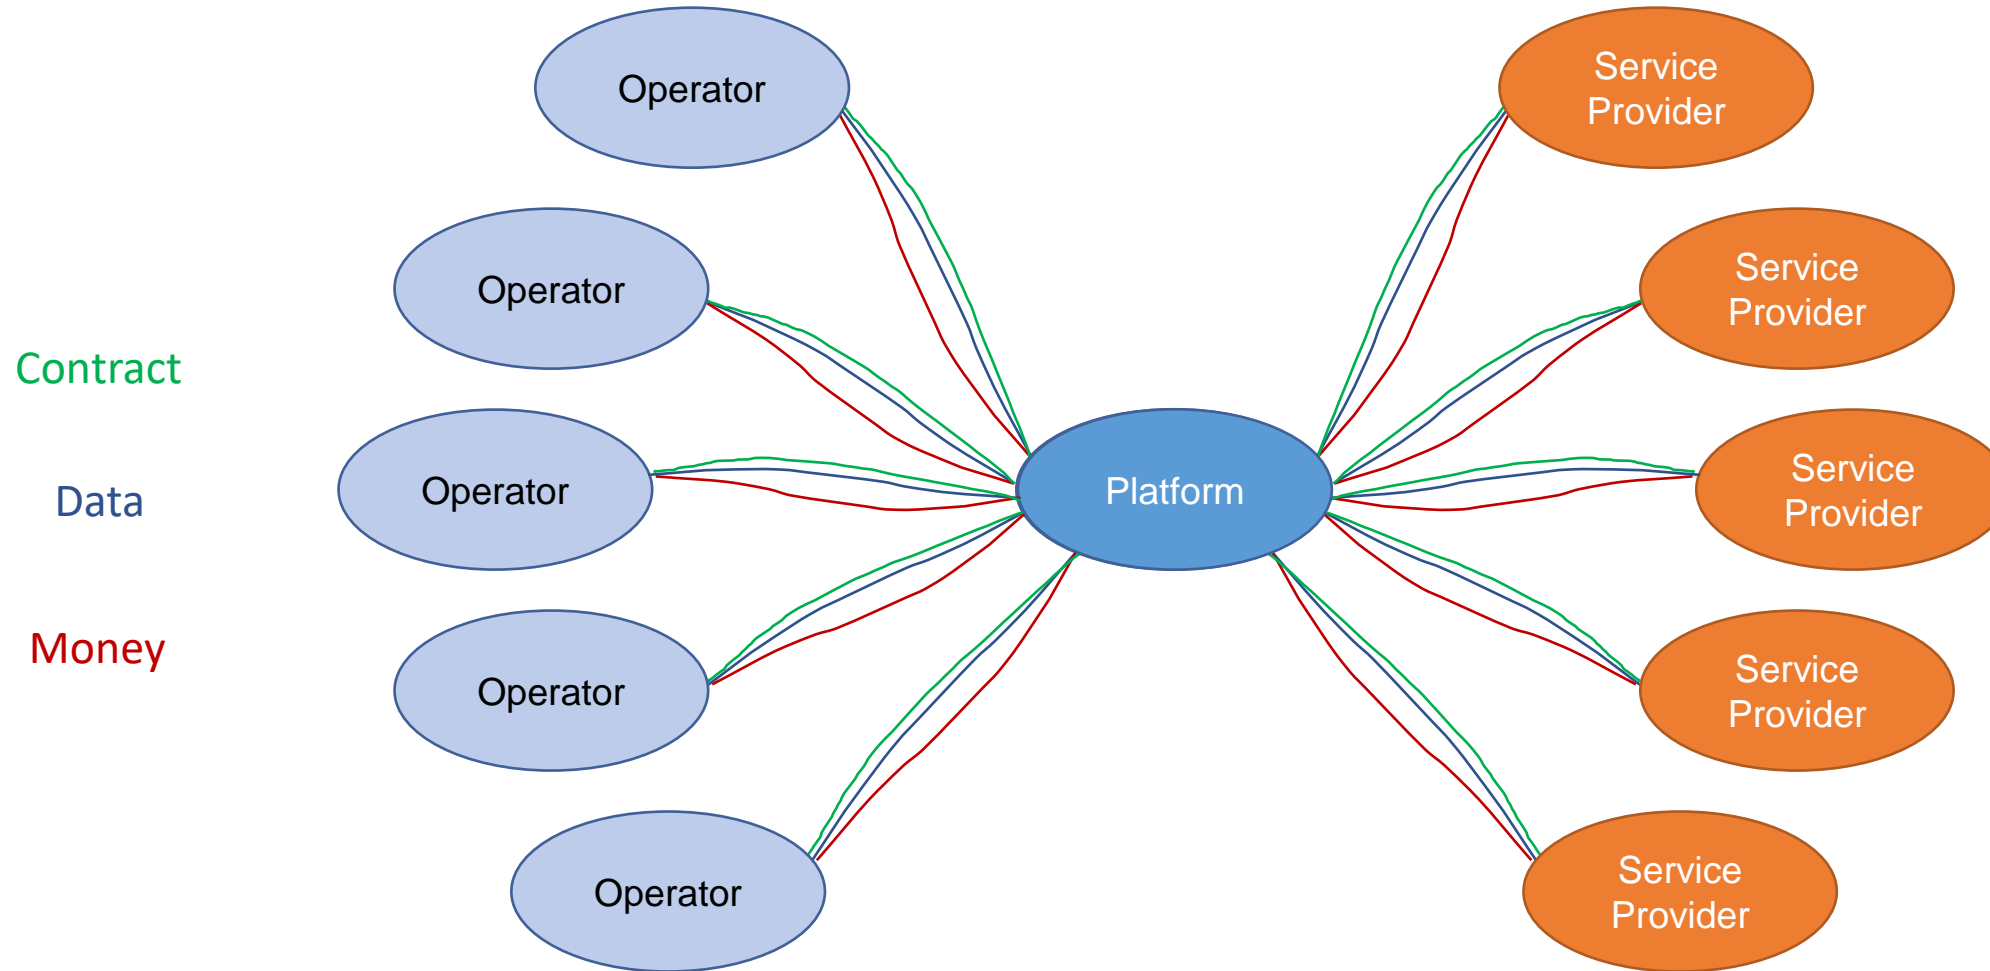 Contract
Data
Money
Operator
Operator
Operator
Operator
Operator
Platform
Service
Provider
Service
Provider
Service
Provider
Service
Provider
Service
Provider